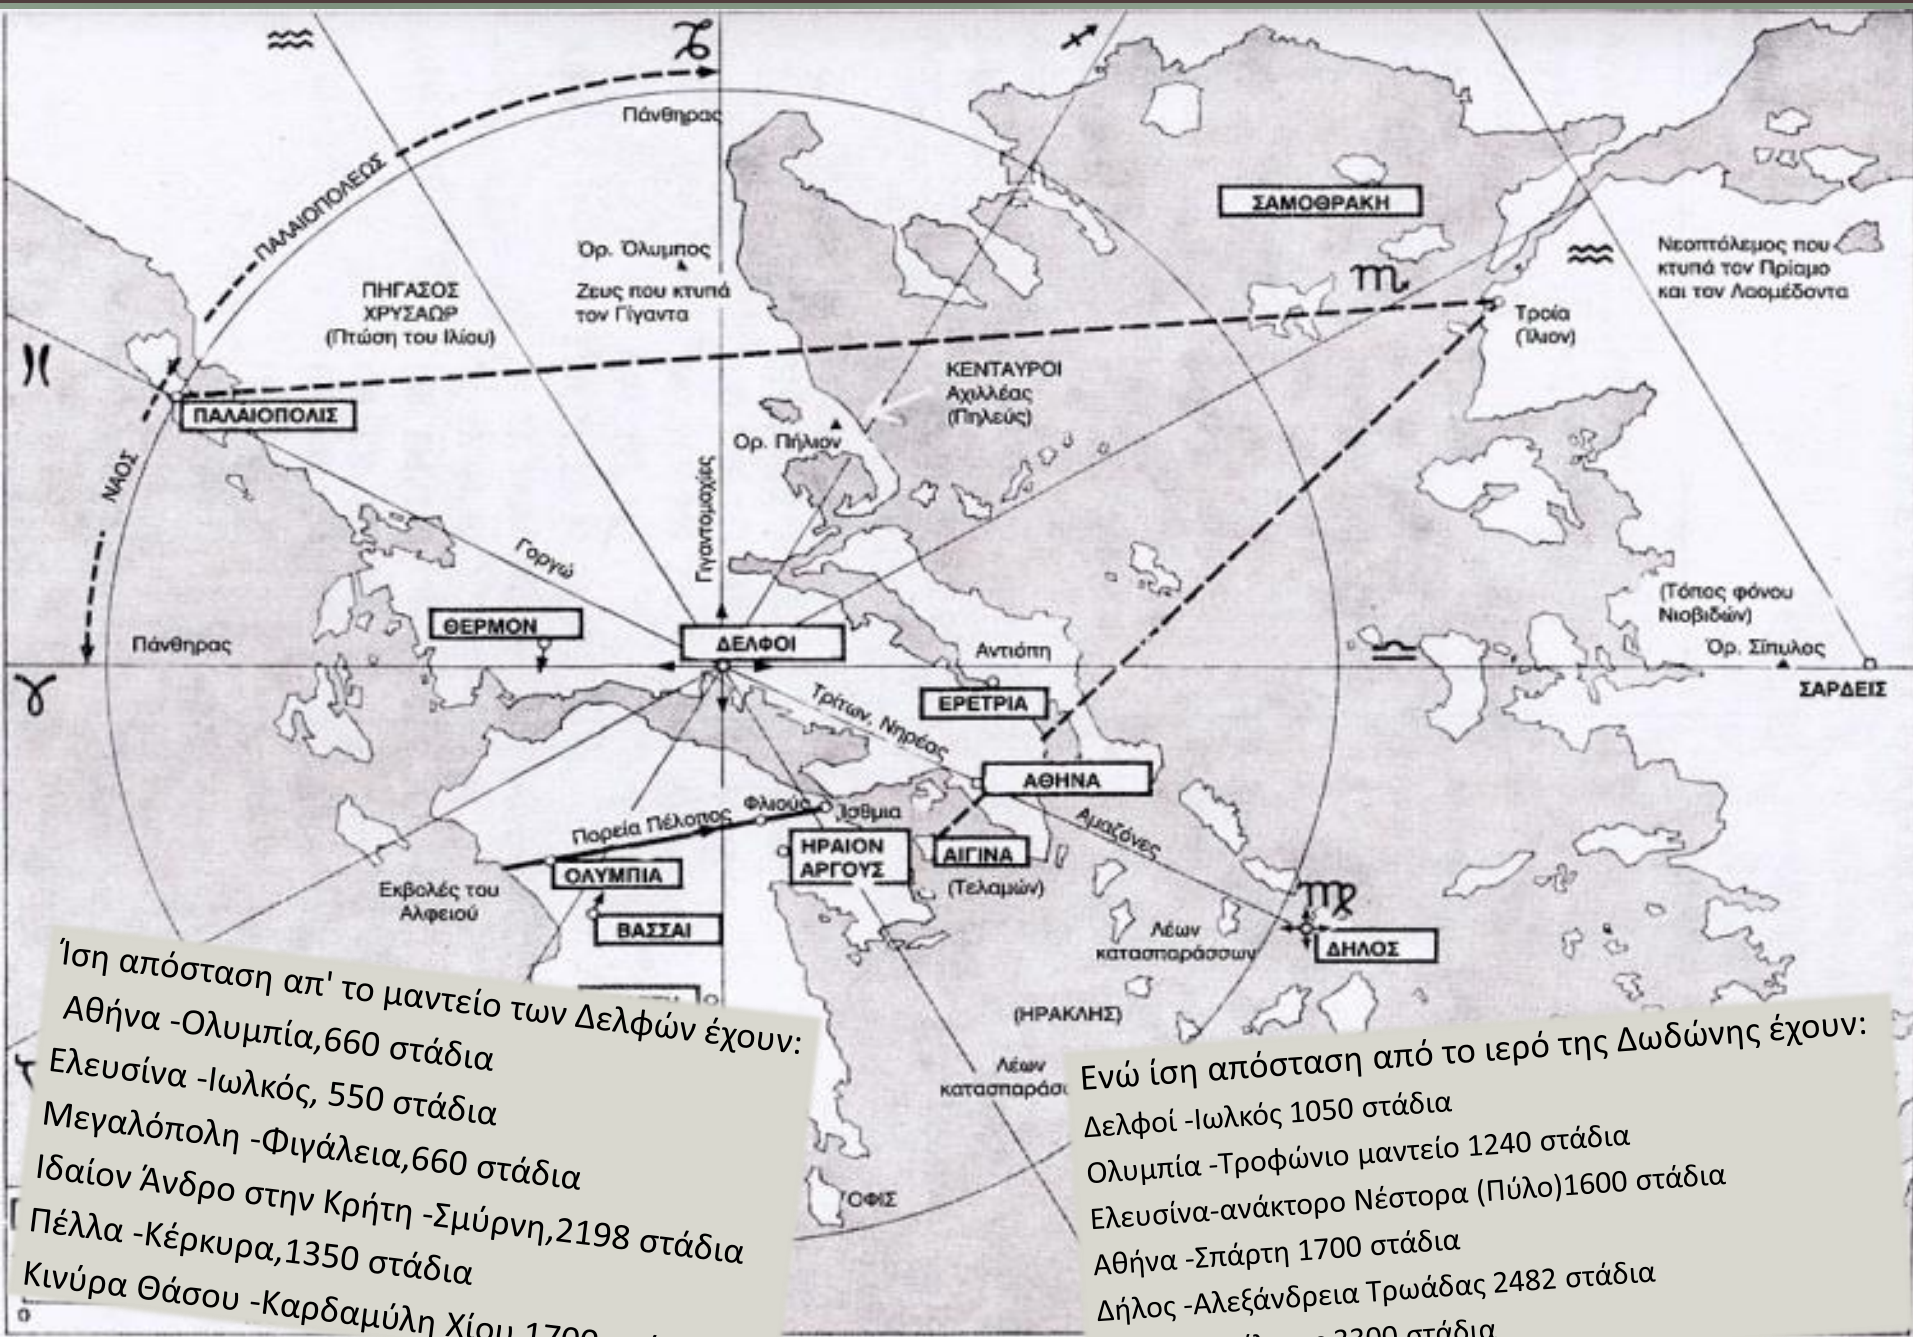 Πάνθηρας
ΠΑΛΑΙΟΠΟΛΕΩΣ
ΣΑΜΟΘΡΑΚΗ
Όρ. Όλυμπος
Ζευς που κτυπά
τον Γίγαντα
Νεοπτόλεμος που
κτυπά τον Πρίαμο
και τον Λαομέδοντα
ΠΗΓΑΣΟΣ
ΧΡΥΣΑΩΡ
(Πτώση του Ιλίου)
Τροία
(Ίλιον)
ΚΕΝΤΑΥΡΟΙ
Αχιλλέας
(Πηλεύς)
ΠΑΛΑΙΟΠΟΛΙΣ
Ορ. Πήλιον
ΝΑΟΣ
Γιγαντομαχίες
Γοργώ
(Τόπος φόνου
Νιοβιδών)
Όρ. Σίπυλος
ΣΑΡΔΕΙΣ
ΘΕΡΜΟΝ
Πάνθηρας
ΔΕΛΦΟΙ
Αντιόπη
ΕΡΕΤΡΙΑ
Τρίτων, Νηρέας
ΑΘΗΝΑ
Φλιούς
Ίσθμια
Πορεία Πέλοπος
Αμαζόνες
ΗΡΑΙΟΝ
ΑΡΓΟΥΣ
ΑΙΓΙΝΑ
(Τελαμών)
ΟΛΥΜΠΙΑ
Εκβολές του
Αλφειού
ΒΑΣΣΑΙ
Λέων
κατασπαράσσων
ΔΗΛΟΣ
(ΗΡΑΚΛΗΣ)
Λέων
ΟΦΙΣ
Ίση απόσταση απ' το μαντείο των Δελφών έχουν:
Αθήνα -Ολυμπία,660 στάδια
Ελευσίνα -Ιωλκός, 550 στάδια
Μεγαλόπολη -Φιγάλεια,660 στάδια
Ιδαίον Άνδρο στην Κρήτη -Σμύρνη,2198 στάδια
Πέλλα -Κέρκυρα,1350 στάδια
Κινύρα Θάσου -Καρδαμύλη Χίου 1700
0
Ενώ ίση απόσταση από το ιερό της Δωδώνης έχουν:
Δελφοί -Ιωλκός 1050 στάδια
Ολυμπία -Τροφώνιο μαντείο 1240 στάδια
Ελευσίνα-ανάκτορο Νέστορα (Πύλο)1600 στάδια
Αθήνα -Σπάρτη 1700 στάδια
Δήλος -Αλεξάνδρεια Τρωάδας 2482 στάδια
στάδια